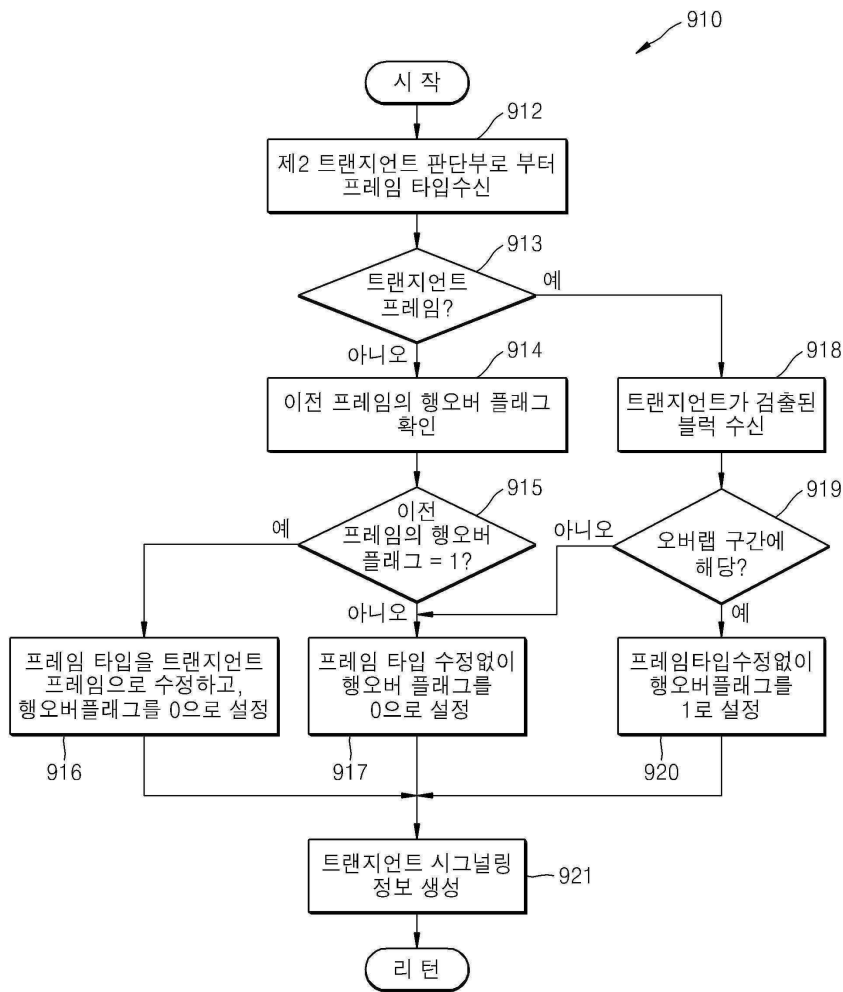 910
시 작
912
제2 트랜지언트 판단부로 부터
프레임 타입수신
913
트랜지언트
프레임?
예
아니오
914
이전 프레임의 행오버 플래그
확인
918
트랜지언트가 검출된
블럭 수신
915
이전
프레임의 행오버
플래그 = 1?
예
아니오
919
오버랩 구간에
해당?
아니오
예
프레임 타입을 트랜지언트
프레임으로 수정하고,
행오버플래그를 0으로 설정
916
프레임 타입 수정없이
행오버 플래그를
0으로 설정
917
프레임타입수정없이
행오버플래그를
1로 설정
920
트랜지언트 시그널링
정보 생성
921
리 턴